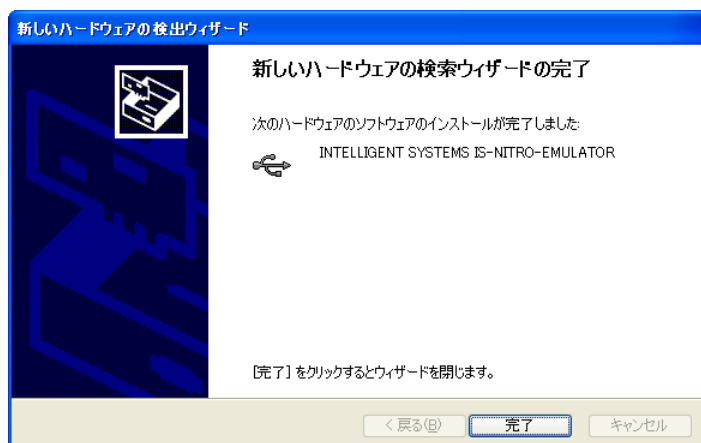 新しいハードウェアの検出ウィザード
新しいハードウェアの検索ウィザードの完了
次のハードウェアのソフトウェアのインストールが完了しました:
INTELLIGENT SYSTEMS IS-NITRO-EMULATOR
[完了] をクリックするとウィザードを閉じます。
< 戻る(B)
完了
キャンセル